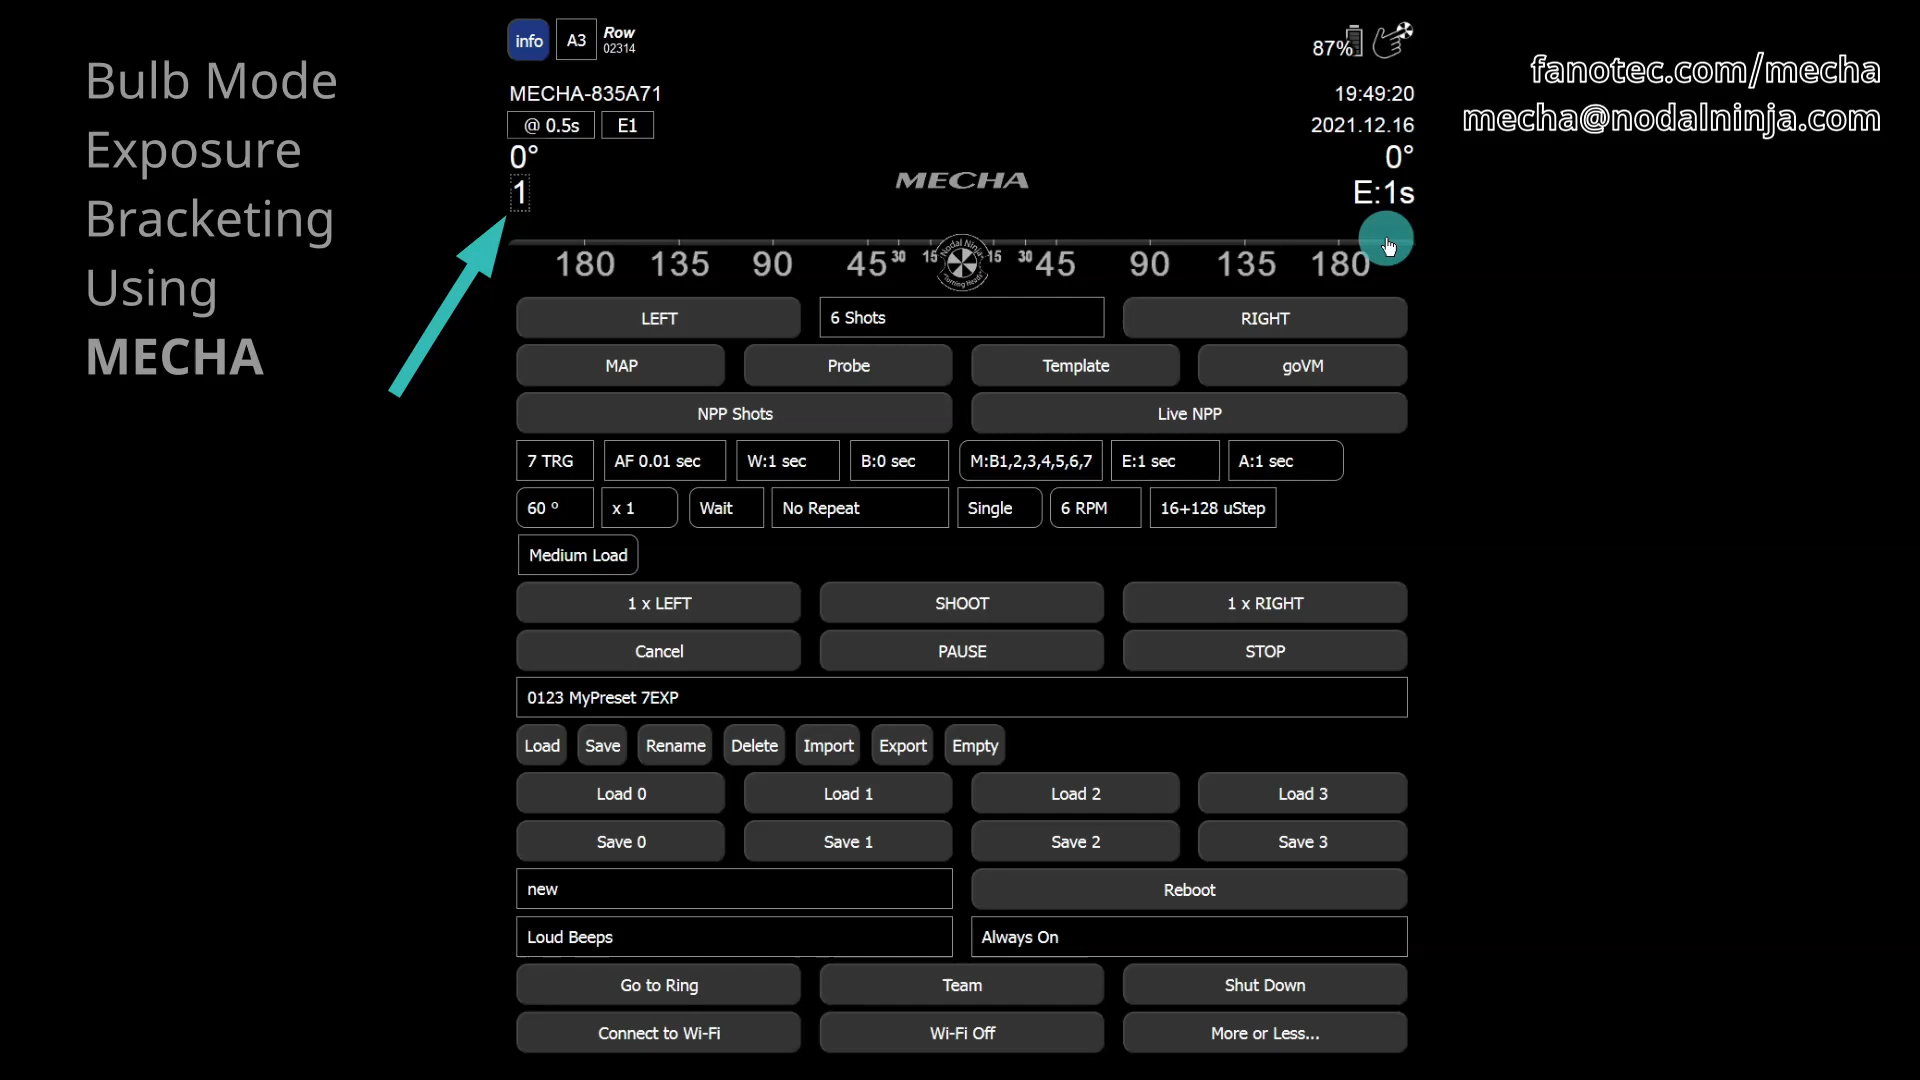 Bulb Mode
Exposure
Bracketing
Using
MECHA
info A3 Row
02314
87%
MECHA-835A71 19:49:20
@ 0.5s E1 2021.12.16
0° 0°
MECHA
1 E:1s
180 135 90 45 30 15 15 30 45 90 135 180
Nodal Ninja
"Turning Heads"
LEFT 6 Shots RIGHT
MAP Probe Template goVM
NPP Shots Live NPP
7 TRG AF 0.01 sec W:1 sec B:0 sec M:B1,2,3,4,5,6,7 E:1 sec A:1 sec
60 º x 1 Wait No Repeat Single 6 RPM 16+128 uStep
Medium Load
1 x LEFT SHOOT 1 x RIGHT
Cancel PAUSE STOP
0123 MyPreset 7EXP
Load Save Rename Delete Import Export Empty
Load 0 Load 1 Load 2 Load 3
Save 0 Save 1 Save 2 Save 3
new Reboot
Loud Beeps Always On
Go to Ring Team Shut Down
Connect to Wi-Fi Wi-Fi Off More or Less...
fanotec.com/mecha
mecha@nodalninja.com